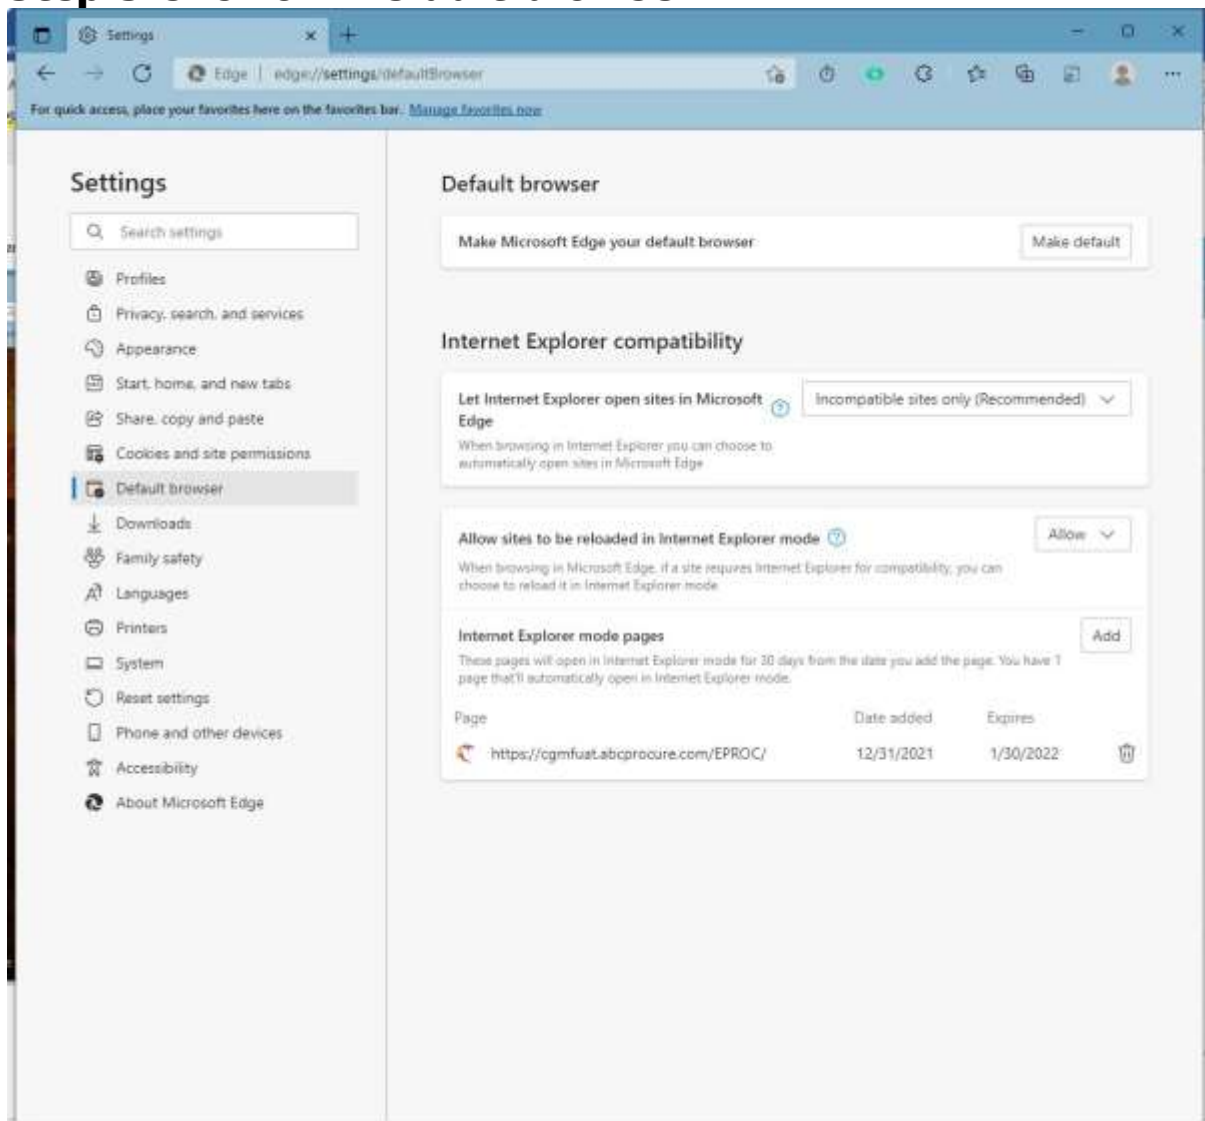 Settings
Edge | edge://settings/defaultBrowser
For quick access, place your favorites here on the favorites bar. Manage favorites now
Settings
Search settings
Profiles
Privacy, search, and services
Appearance
Start, home, and new tabs
Share, copy and paste
Cookies and site permissions
Default browser
Downloads
Family safety
Languages
Printers
System
Reset settings
Phone and other devices
Accessibility
About Microsoft Edge
Default browser
Make Microsoft Edge your default browser
Make default
Internet Explorer compatibility
Let Internet Explorer open sites in Microsoft
Edge
Incompatible sites only (Recommended)
When browsing in Internet Explorer you can choose to
automatically open sites in Microsoft Edge
Allow sites to be reloaded in Internet Explorer mode
Allow
When browsing in Microsoft Edge, if a site requires Internet Explorer for compatibility, you can
choose to reload it in Internet Explorer mode
Internet Explorer mode pages
Add
These pages will open in Internet Explorer mode for 30 days from the date you add the page. You have 1
page that'll automatically open in Internet Explorer mode.
Page Date added Expires
https://cgmfuat.abcprocure.com/EPROC/ 12/31/2021 1/30/2022